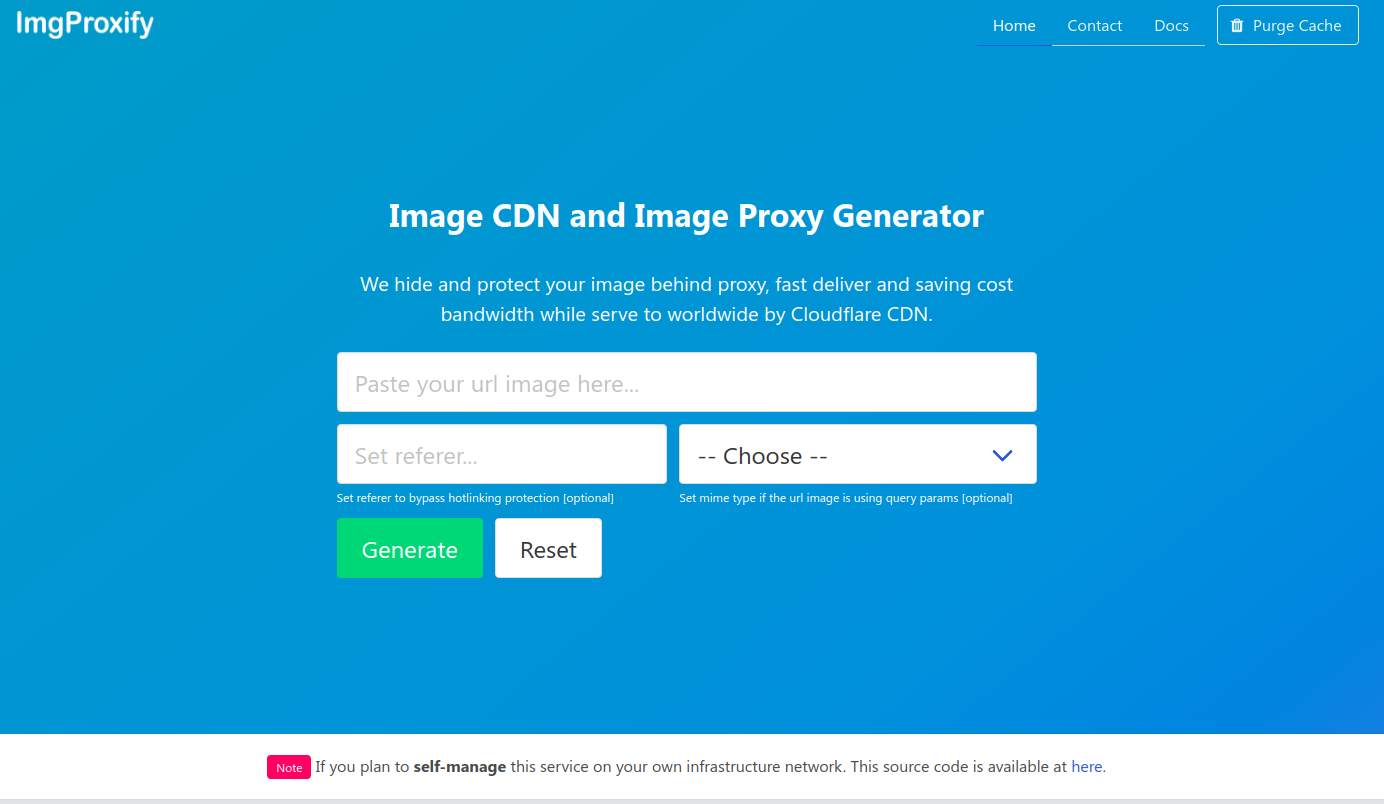 ImgProxify
Home Contact Docs Purge Cache
Image CDN and Image Proxy Generator
We hide and protect your image behind proxy, fast deliver and saving cost
bandwidth while serve to worldwide by Cloudflare CDN.
Paste your url image here...
Set referer... -- Choose --
Set referer to bypass hotlinking protection [optional] Set mime type if the url image is using query params [optional]
Generate Reset
Note If you plan to self-manage this service on your own infrastructure network. This source code is available at here.